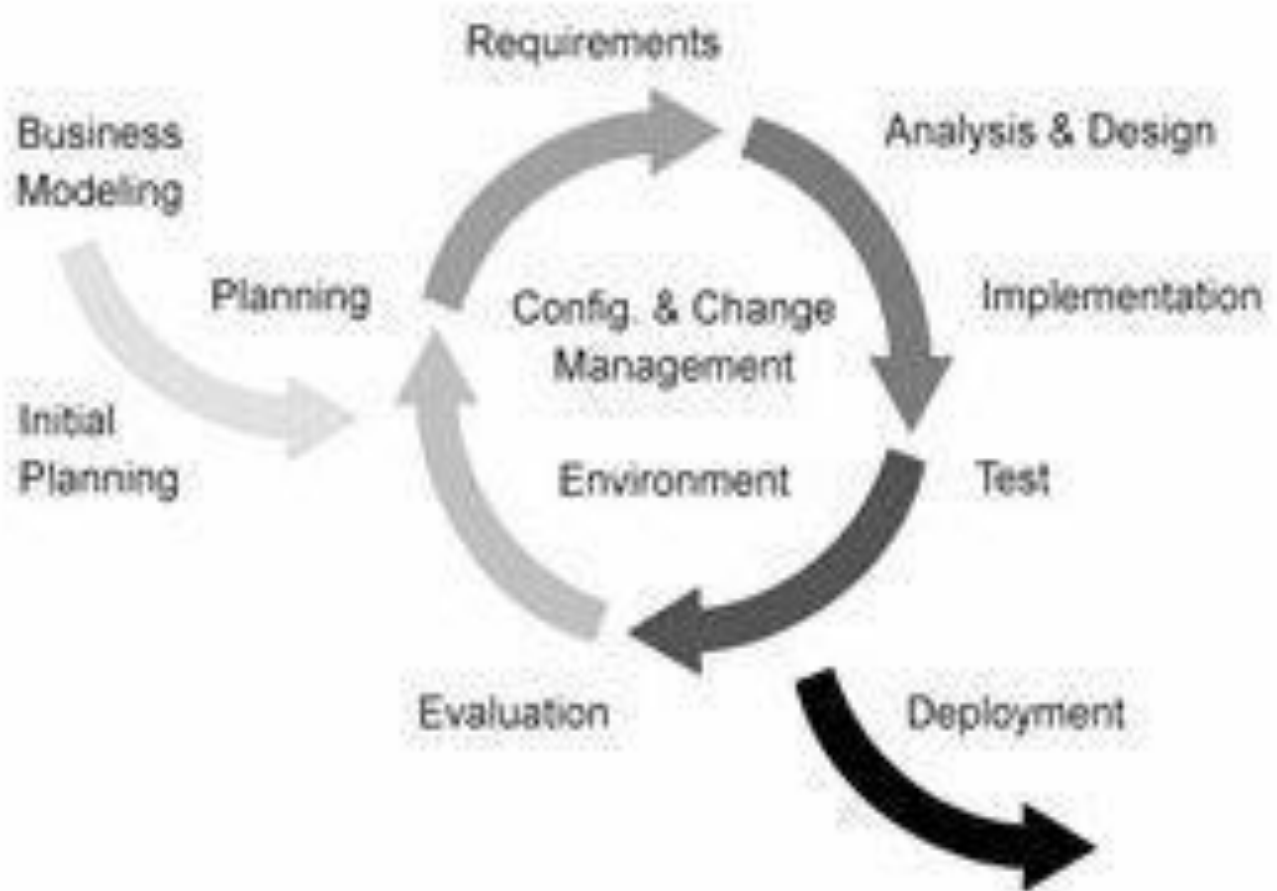 Requirements
Business
Modeling
Analysis & Design
Planning
Config. & Change
Management
Implementation
Initial
Planning
Environment
Test
Evaluation
Deployment